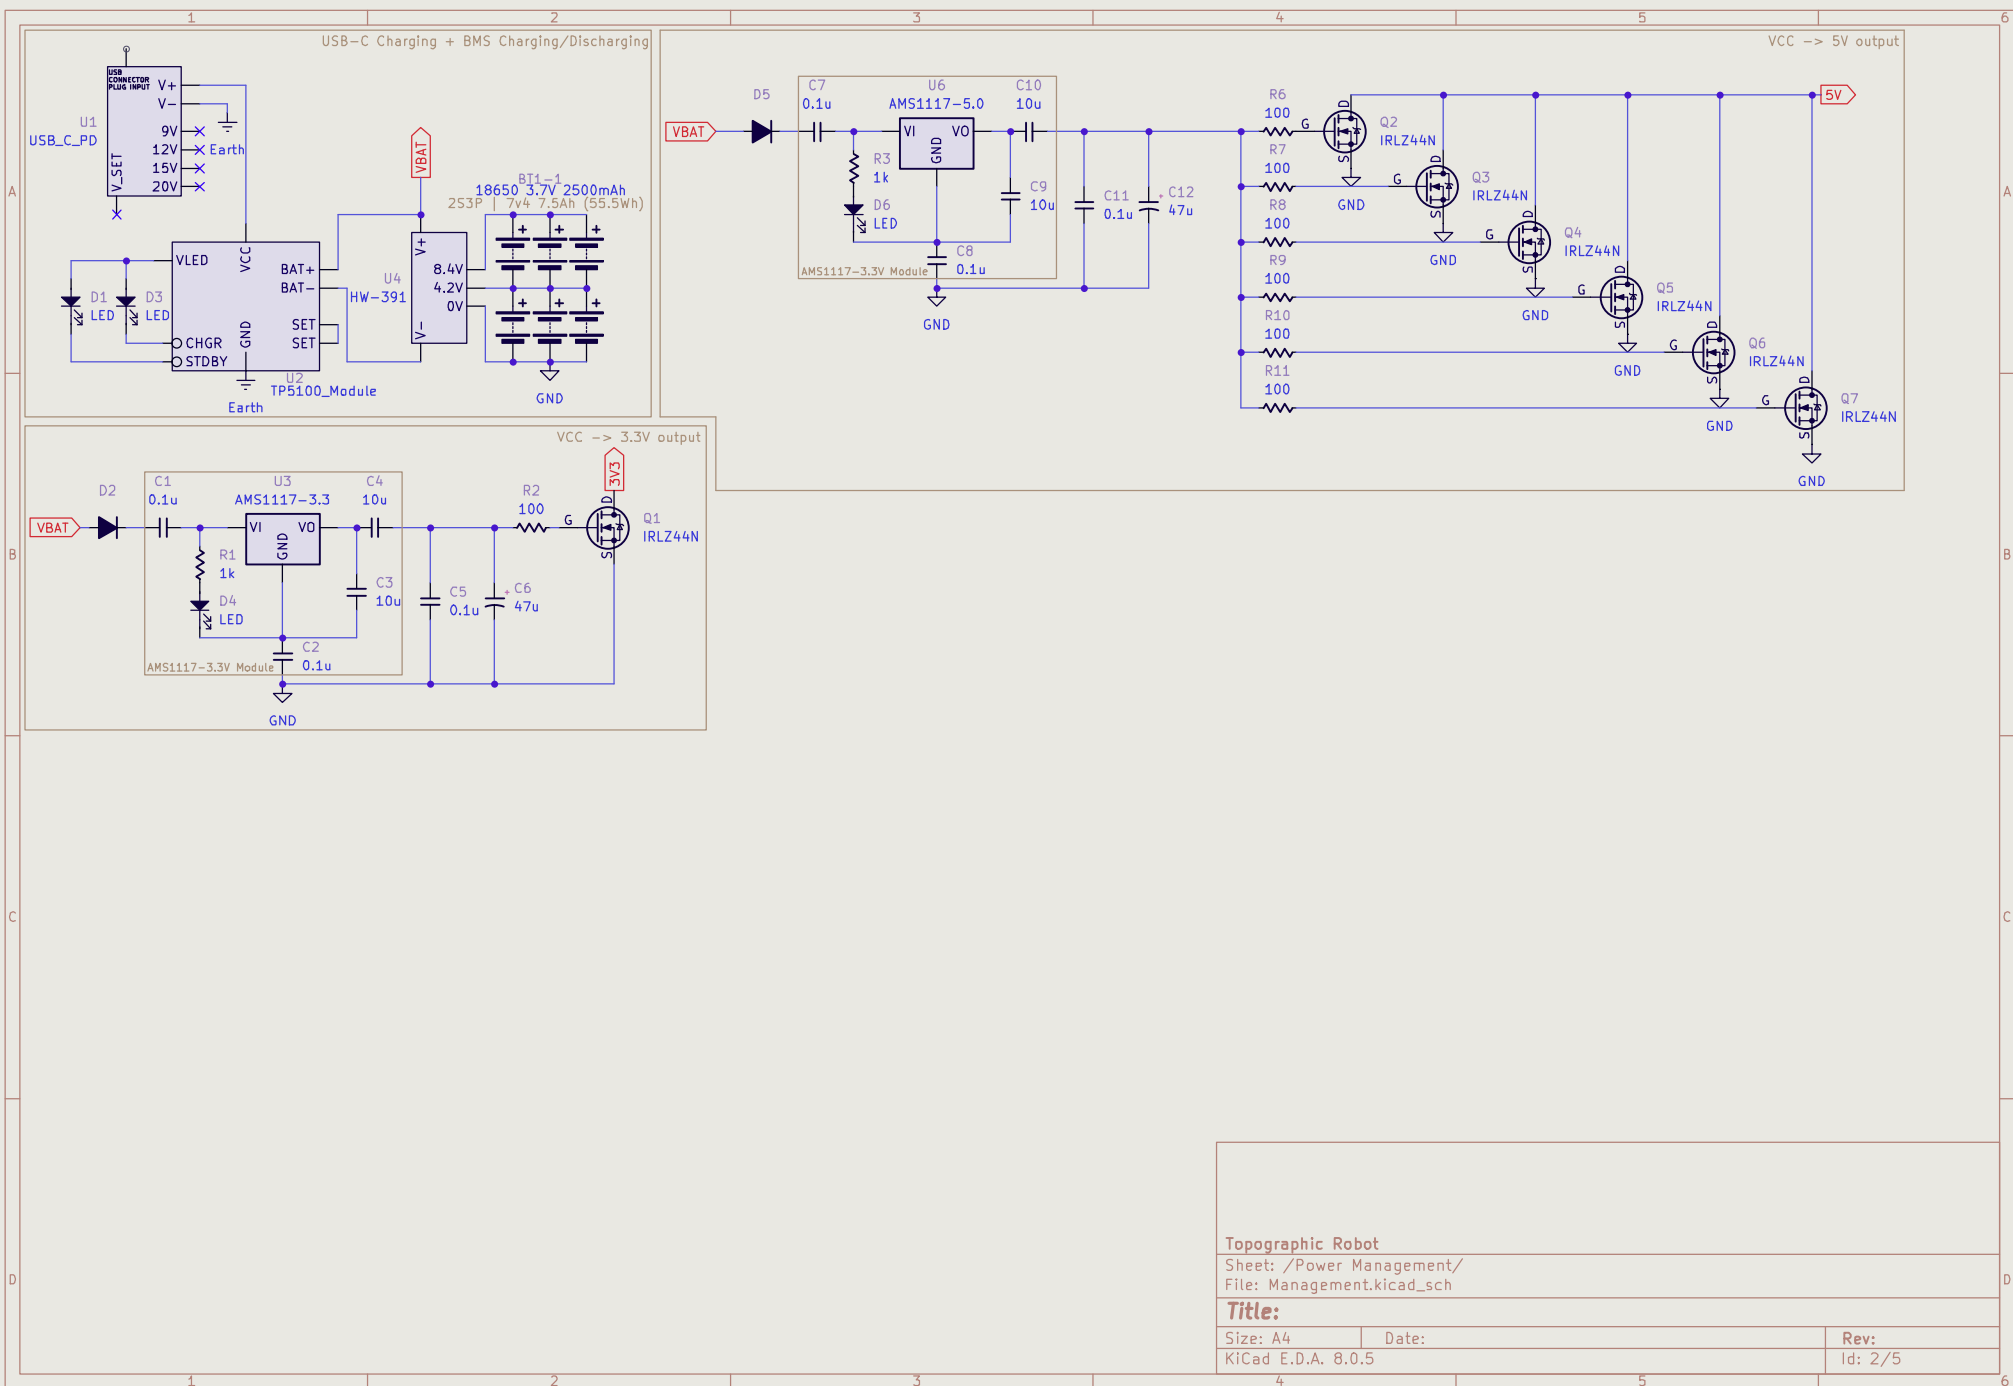 1 2 3 4 5 6
A
B
C
D
USB-C Charging + BMS Charging/Discharging
USB
CONNECTOR
PLUG INPUT
V+
V-
9V
12V
15V
20V
V_SET
U1
USB_C_PD
Earth
VBAT
BT1-1
18650 3.7V 2500mAh
2S3P | 7v4 7.5Ah (55.5Wh)
VLED
VCC
BAT+
BAT-
SET
SET
GND
CHGR
STDBY
U2
TP5100_Module
Earth
D1
LED
D3
LED
U4
HW-391
V+
8.4V
4.2V
0V
V-
+ + +
+ + +
GND
VCC -> 5V output
VBAT
D5
C7
0.1u
U6
AMS1117-5.0
VI
VO
GND
C10
10u
R3
1k
D6
LED
C9
10u
C8
0.1u
AMS1117-3.3V Module
GND
C11
0.1u
+
C12
47u
R6
100
R7
100
R8
100
R9
100
R10
100
R11
100
G
D
S
Q2
IRLZ44N
GND
G
D
S
Q3
IRLZ44N
GND
G
D
S
Q4
IRLZ44N
GND
G
D
S
Q5
IRLZ44N
GND
G
D
S
Q6
IRLZ44N
GND
G
D
S
Q7
IRLZ44N
GND
5V
VCC -> 3.3V output
VBAT
D2
C1
0.1u
U3
AMS1117-3.3
VI
VO
GND
C4
10u
R1
1k
D4
LED
C3
10u
C2
0.1u
AMS1117-3.3V Module
GND
C5
0.1u
+
C6
47u
R2
100
G
D
S
3V3
Q1
IRLZ44N
Topographic Robot
Sheet: /Power Management/
File: Management.kicad_sch
Title:
Size: A4
Date:
Rev:
KiCad E.D.A. 8.0.5
Id: 2/5
A
B
C
D
1 2 3 4 5 6